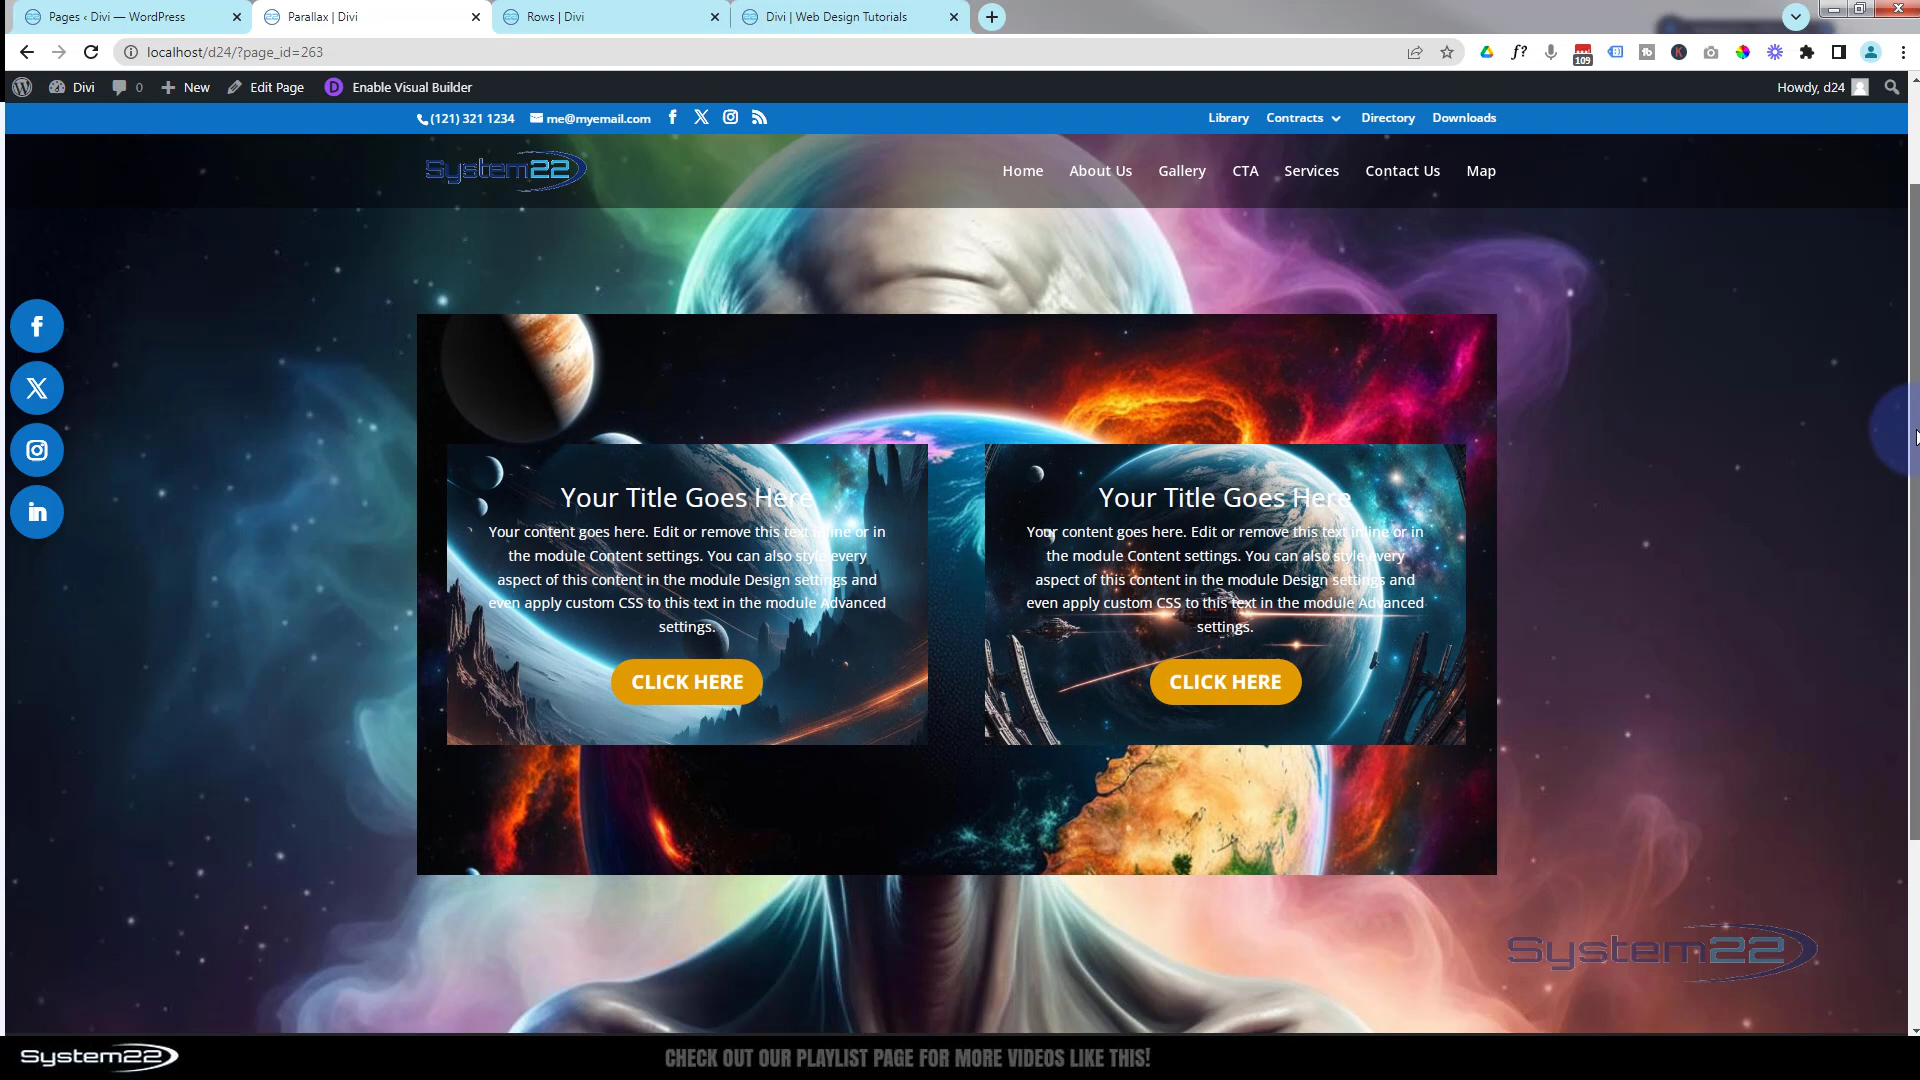 Pages ‹ Divi — WordPress
Parallax | Divi
Rows | Divi
Divi | Web Design Tutorials
localhost/d24/?page_id=263
f?
109
tb
K
Divi
0
New
Edit Page
D
Enable Visual Builder
Howdy, d24
(121) 321 1234
me@myemail.com
Library
Contracts
Directory
Downloads
System22
Home
About Us
Gallery
CTA
Services
Contact Us
Map
Your Title Goes Here
Your content goes here. Edit or remove this text inline or in
the module Content settings. You can also style every
aspect of this content in the module Design settings and
even apply custom CSS to this text in the module Advanced
settings.
CLICK HERE
Your Title Goes Here
Your content goes here. Edit or remove this text inline or in
the module Content settings. You can also style every
aspect of this content in the module Design settings and
even apply custom CSS to this text in the module Advanced
settings.
CLICK HERE
System22
System22
CHECK OUT OUR PLAYLIST PAGE FOR MORE VIDEOS LIKE THIS!